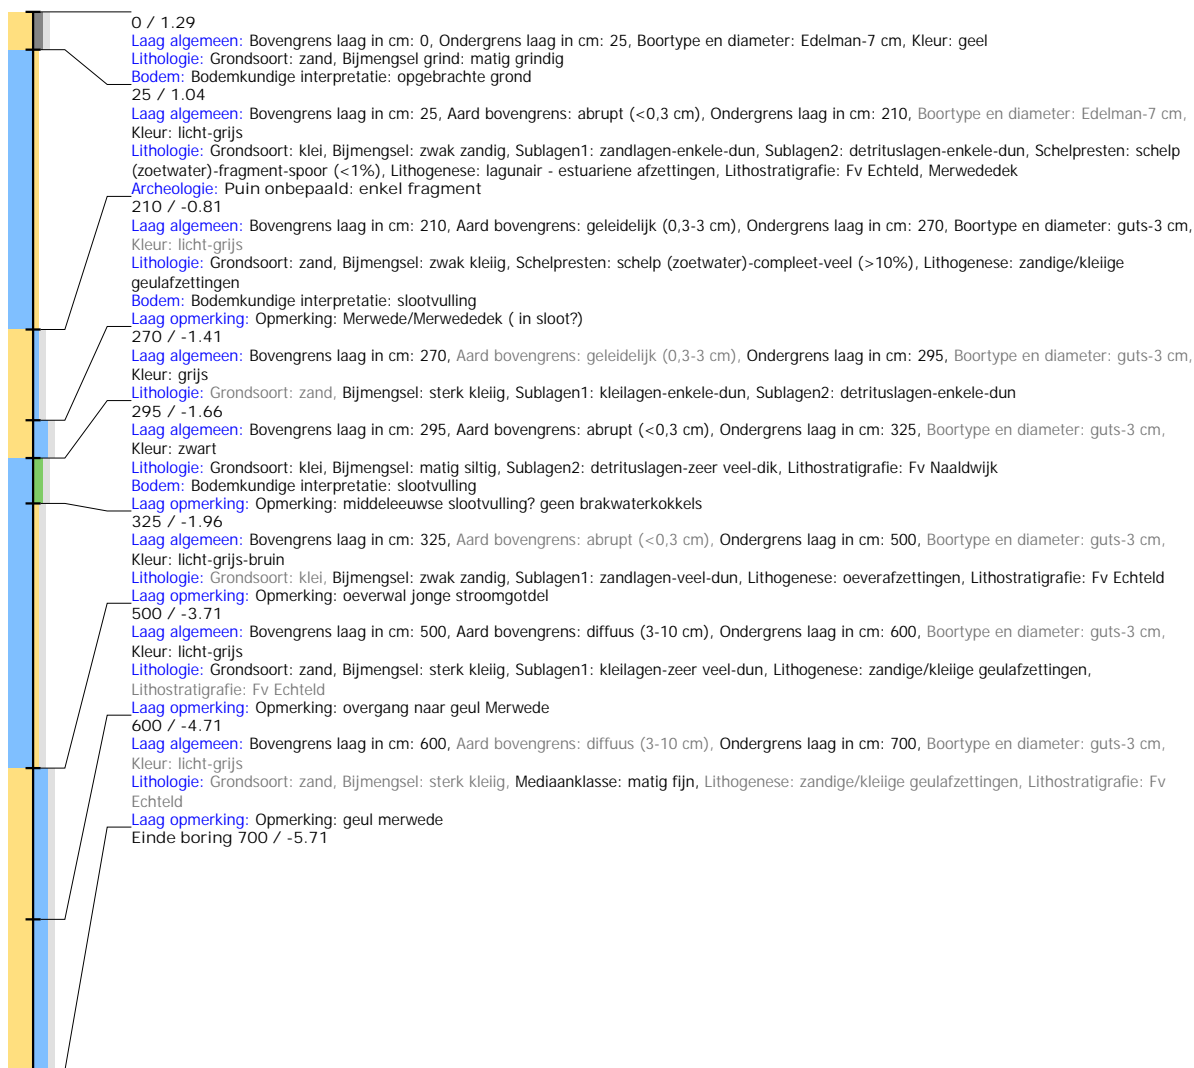 0 / 1.29
Laag algemeen: Bovengrens laag in cm: 0, Ondergrens laag in cm: 25, Boortype en diameter: Edelman-7 cm, Kleur: geel
Lithologie: Grondsoort: zand, Bijmengsel grind: matig grindig
Bodem: Bodemkundige interpretatie: opgebrachte grond
25 / 1.04
Laag algemeen: Bovengrens laag in cm: 25, Aard bovengrens: abrupt (<0,3 cm), Ondergrens laag in cm: 210, Boortype en diameter: Edelman-7 cm,
Kleur: licht-grijs
Lithologie: Grondsoort: klei, Bijmengsel: zwak zandig, Sublagen1: zandlagen-enkele-dun, Sublagen2: detrituslagen-enkele-dun, Schelpresten: schelp
(zoetwater)-fragment-spoor (<1%), Lithogenese: lagunair - estuariene afzettingen, Lithostratigrafie: Fv Echteld, Merwededek
Archeologie: Puin onbepaald: enkel fragment
210 / -0.81
Laag algemeen: Bovengrens laag in cm: 210, Aard bovengrens: geleidelijk (0,3-3 cm), Ondergrens laag in cm: 270, Boortype en diameter: guts-3 cm,
Kleur: licht-grijs
Lithologie: Grondsoort: zand, Bijmengsel: zwak kleiig, Schelpresten: schelp (zoetwater)-compleet-veel (>10%), Lithogenese: zandige/kleiige
geulafzettingen
Bodem: Bodemkundige interpretatie: slootvulling
Laag opmerking: Opmerking: Merwede/Merwededek ( in sloot?)
270 / -1.41
Laag algemeen: Bovengrens laag in cm: 270, Aard bovengrens: geleidelijk (0,3-3 cm), Ondergrens laag in cm: 295, Boortype en diameter: guts-3 cm,
Kleur: grijs
Lithologie: Grondsoort: zand, Bijmengsel: sterk kleiig, Sublagen1: kleilagen-enkele-dun, Sublagen2: detrituslagen-enkele-dun
295 / -1.66
Laag algemeen: Bovengrens laag in cm: 295, Aard bovengrens: abrupt (<0,3 cm), Ondergrens laag in cm: 325, Boortype en diameter: guts-3 cm,
Kleur: zwart
Lithologie: Grondsoort: klei, Bijmengsel: matig siltig, Sublagen2: detrituslagen-zeer veel-dik, Lithostratigrafie: Fv Naaldwijk
Bodem: Bodemkundige interpretatie: slootvulling
Laag opmerking: Opmerking: middeleeuwse slootvulling? geen brakwaterkokkels
325 / -1.96
Laag algemeen: Bovengrens laag in cm: 325, Aard bovengrens: abrupt (<0,3 cm), Ondergrens laag in cm: 500, Boortype en diameter: guts-3 cm,
Kleur: licht-grijs-bruin
Lithologie: Grondsoort: klei, Bijmengsel: zwak zandig, Sublagen1: zandlagen-veel-dun, Lithogenese: oeverafzettingen, Lithostratigrafie: Fv Echteld
Laag opmerking: Opmerking: oeverwal jonge stroomgotdel
500 / -3.71
Laag algemeen: Bovengrens laag in cm: 500, Aard bovengrens: diffuus (3-10 cm), Ondergrens laag in cm: 600, Boortype en diameter: guts-3 cm,
Kleur: licht-grijs
Lithologie: Grondsoort: zand, Bijmengsel: sterk kleiig, Sublagen1: kleilagen-zeer veel-dun, Lithogenese: zandige/kleiige geulafzettingen,
Lithostratigrafie: Fv Echteld
Laag opmerking: Opmerking: overgang naar geul Merwede
600 / -4.71
Laag algemeen: Bovengrens laag in cm: 600, Aard bovengrens: diffuus (3-10 cm), Ondergrens laag in cm: 700, Boortype en diameter: guts-3 cm,
Kleur: licht-grijs
Lithologie: Grondsoort: zand, Bijmengsel: sterk kleiig, Mediaanklasse: matig fijn, Lithogenese: zandige/kleiige geulafzettingen, Lithostratigrafie: Fv
Echteld
Laag opmerking: Opmerking: geul merwede
Einde boring 700 / -5.71